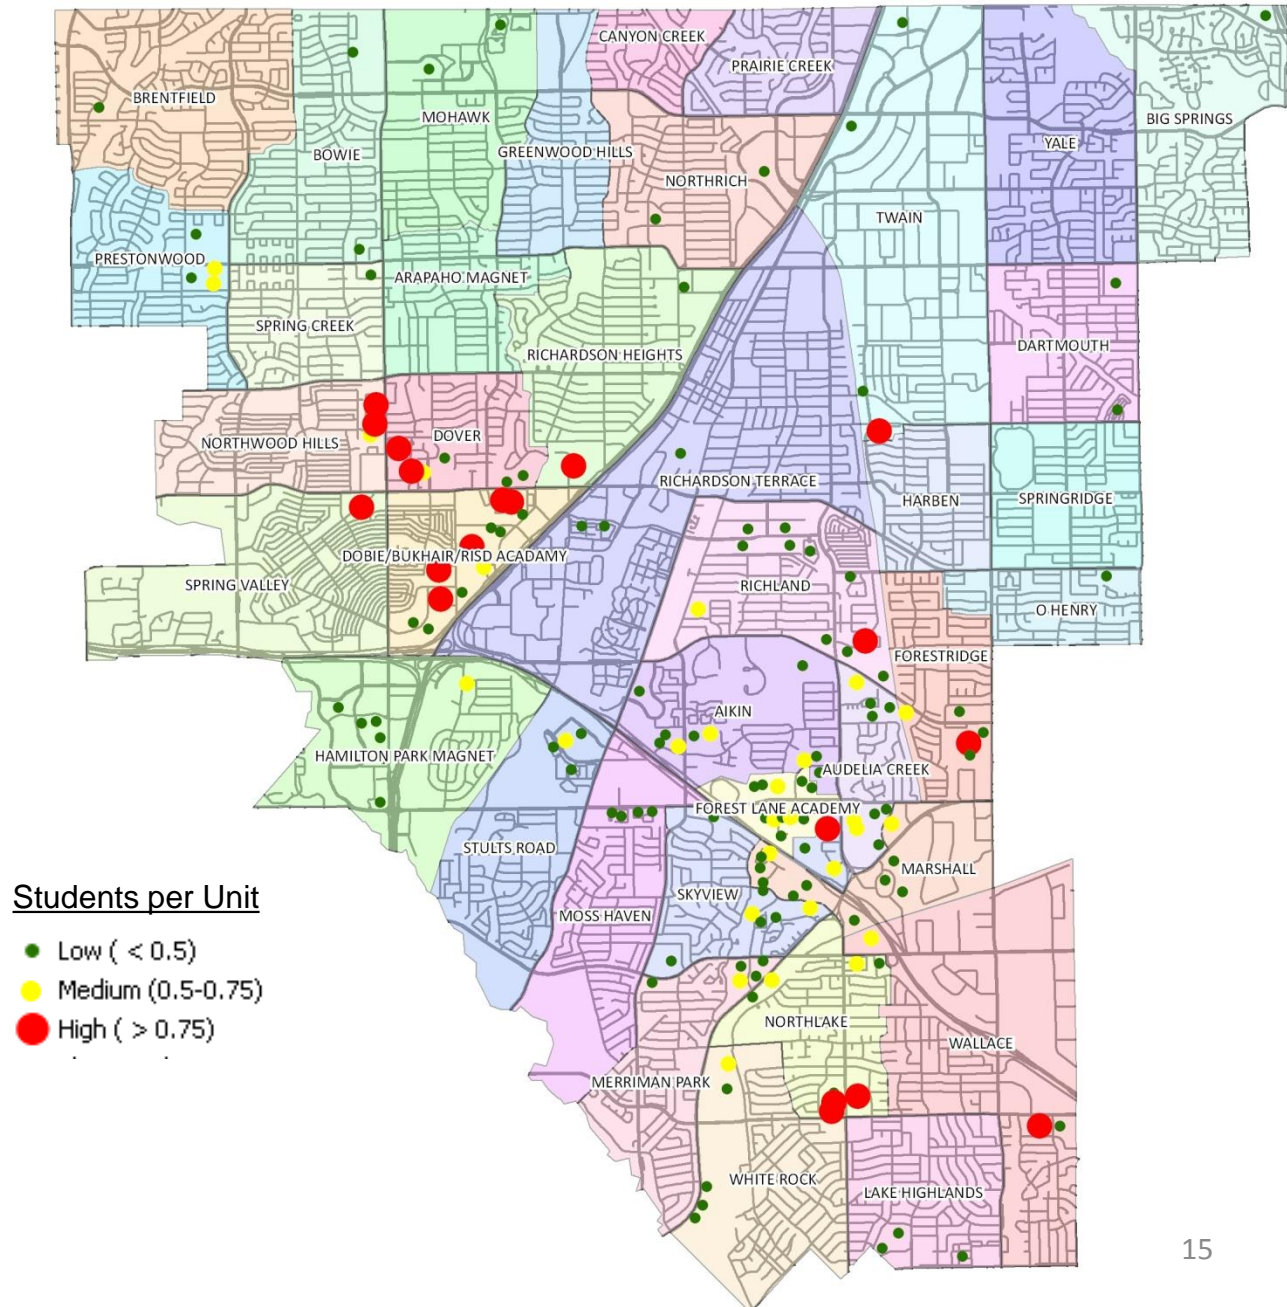 CANYON CREEK
PRAIRIE CREEK
BRENTFIELD
MOHAWK
BIG SPRINGS
BOWIE
GREENWOOD HILLS
YALE
NORTHRICH
TWAIN
PRESTONWOOD
ARAPAHO MAGNET
SPRING CREEK
RICHARDSON HEIGHTS
DARTMOUTH
NORTHWOOD HILLS
DOVER
RICHARDSON TERRACE
HARBEN
SPRINGRIDGE
DOBIE/BUKHAIR/RISD ACADAMY
SPRING VALLEY
RICHLAND
O HENRY
FORESTRIDGE
AIKIN
HAMILTON PARK MAGNET
AUDELIA CREEK
FOREST LANE ACADEMY
STULTS ROAD
MARSHALL
SKYVIEW
MOSS HAVEN
Students per Unit
Low ( < 0.5)
Medium (0.5-0.75)
High ( > 0.75)
NORTHLAKE
WALLACE
MERRIMAN PARK
WHITE ROCK
LAKE HIGHLANDS
15